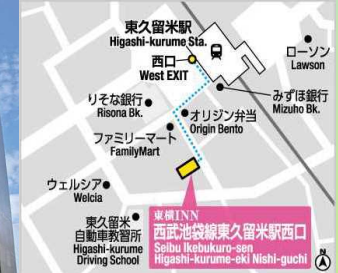 東久留米駅
Higashi-kurume Sta.
西口
West EXIT
ローソン
Lawson
りそな銀行
Risona Bk.
みずほ銀行
Mizuho Bk.
オリジン弁当
Origin Bento
ファミリーマート
FamilyMart
ウェルシア
Welcia
東久留米
自動車教習所
Higashi-kurume
Driving School
東横INN
西武池袋線東久留米駅西口
Seibu Ikebukuro-sen
Higashi-kurume-eki Nishi-guchi